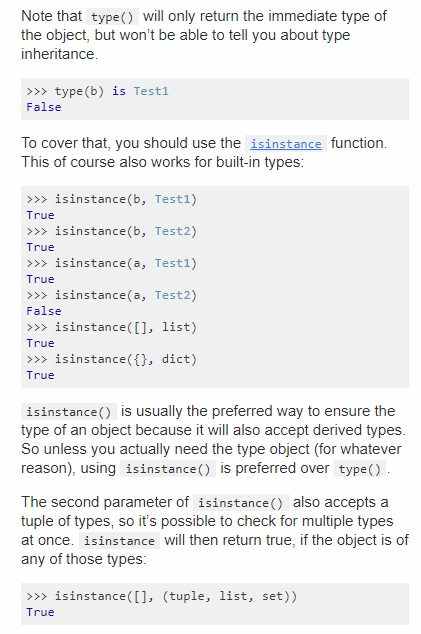 Note that type() will only return the immediate type of
the object, but won’t be able to tell you about type
inheritance.
>>> type(b) is Test1
False
To cover that, you should use the isinstance function.
This of course also works for built-in types:
>>> isinstance(b, Test1)
True
>>> isinstance(b, Test2)
True
>>> isinstance(a, Test1)
True
>>> isinstance(a, Test2)
False
>>> isinstance([], list)
True
>>> isinstance({}, dict)
True
isinstance() is usually the preferred way to ensure the
type of an object because it will also accept derived types.
So unless you actually need the type object (for whatever
reason), using isinstance() is preferred over type() .
The second parameter of isinstance() also accepts a
tuple of types, so it’s possible to check for multiple types
at once. isinstance will then return true, if the object is of
any of those types:
>>> isinstance([], (tuple, list, set))
True